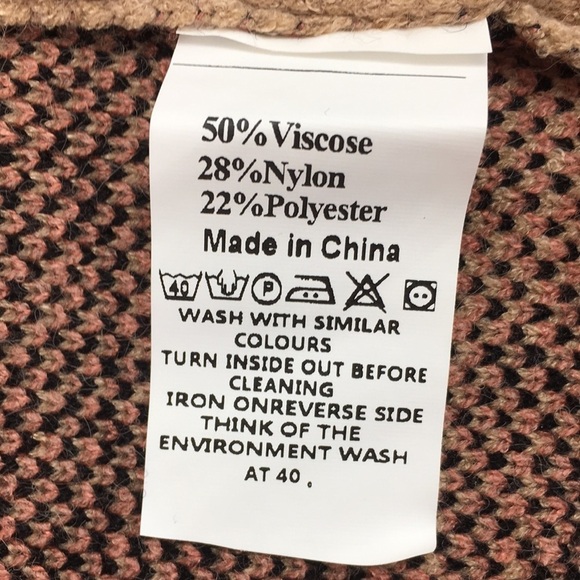 50%Viscose
28%Nylon
22%Polyester
Made in China
40 P
WASH WITH SIMILAR
COLOURS
TURN INSIDE OUT BEFORE
CLEANING
IRON ONREVERSE SIDE
THINK OF THE
ENVIRONMENT WASH
AT 40 .